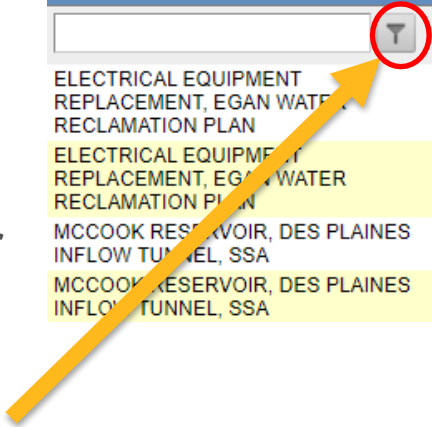 ELECTRICAL EQUIPMENT
REPLACEMENT, EGAN WATER
RECLAMATION PLAN
ELECTRICAL EQUIPMENT
REPLACEMENT, EGAN WATER
RECLAMATION PLAN
MCCOOK RESERVOIR, DES PLAINES
INFLOW TUNNEL, SSA
MCCOOK RESERVOIR, DES PLAINES
INFLOW TUNNEL, SSA